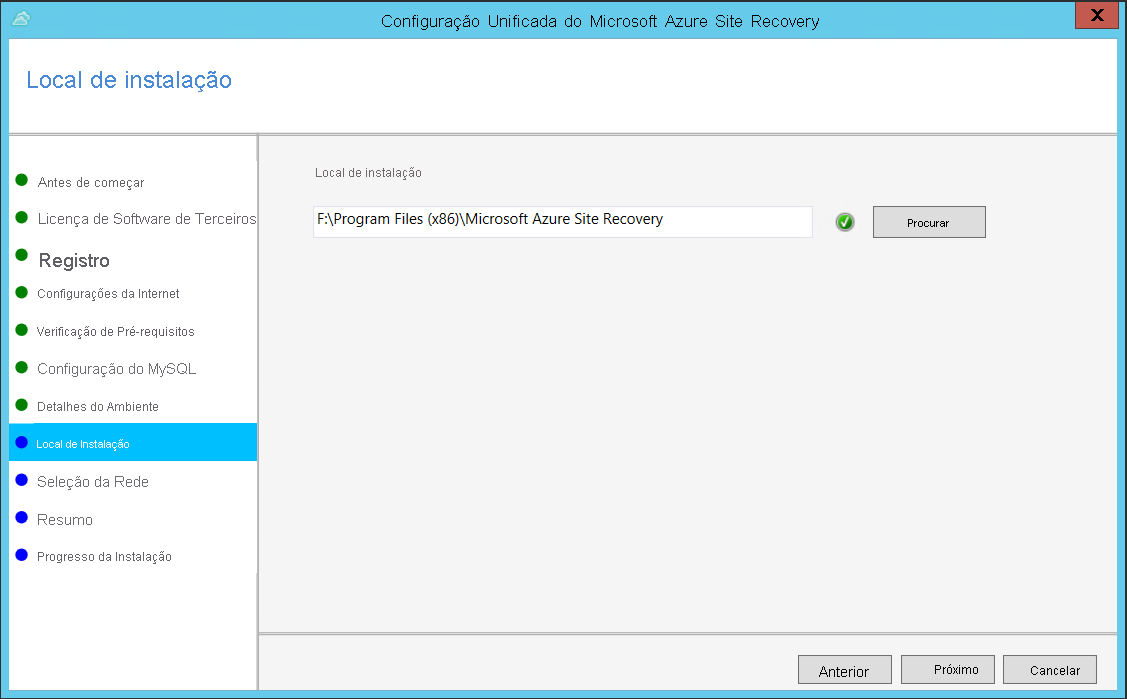 Configuração Unificada do Microsoft Azure Site Recovery
X
Local de instalação
Antes de começar
Licença de Software de Terceiros
Registro
Configurações da Internet
Verificação de Pré-requisitos
Configuração do MySQL
Detalhes do Ambiente
Local de Instalação
Seleção da Rede
Resumo
Progresso da Instalação
Local de instalação
F:\Program Files (x86)\Microsoft Azure Site Recovery
Procurar
Anterior
Próximo
Cancelar